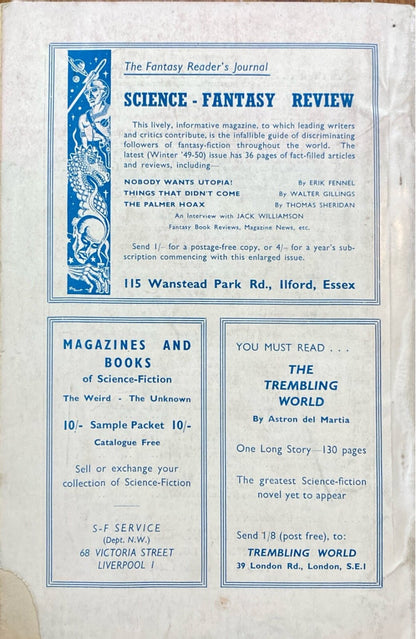 The Fantasy Reader's Journal
SCIENCE - FANTASY REVIEW
This lively, informative magazine, to which leading writers
and critics contribute, is the infallible guide of discriminating
followers of fantasy-fiction throughout the world. The
latest (Winter '49-50) issue has 36 pages of fact-filled articles
and reviews, including—
NOBODY WANTS UTOPIA! By ERIK FENNEL
THINGS THAT DIDN'T COME By WALTER GILLINGS
THE PALMER HOAX By THOMAS SHERIDAN
An Interview with JACK WILLIAMSON
Fantasy Book Reviews, Magazine News, etc.
Send 1/- for a postage-free copy, or 4/- for a year's sub-
scription commencing with this enlarged issue.
115 Wanstead Park Rd., Ilford, Essex
MAGAZINES AND
BOOKS
of Science-Fiction
The Weird - The Unknown
10/- Sample Packet 10/-
Catalogue Free
Sell or exchange your
collection of Science-Fiction
S-F SERVICE
(Dept. N.W.)
68 VICTORIA STREET
LIVERPOOL 1
YOU MUST READ . . .
THE
TREMBLING
WORLD
By Astron del Martia
One Long Story—130 pages
The greatest Science-fiction
novel yet to appear
Send 1/8 (post free), to:
TREMBLING WORLD
39 London Rd., London, S.E.1